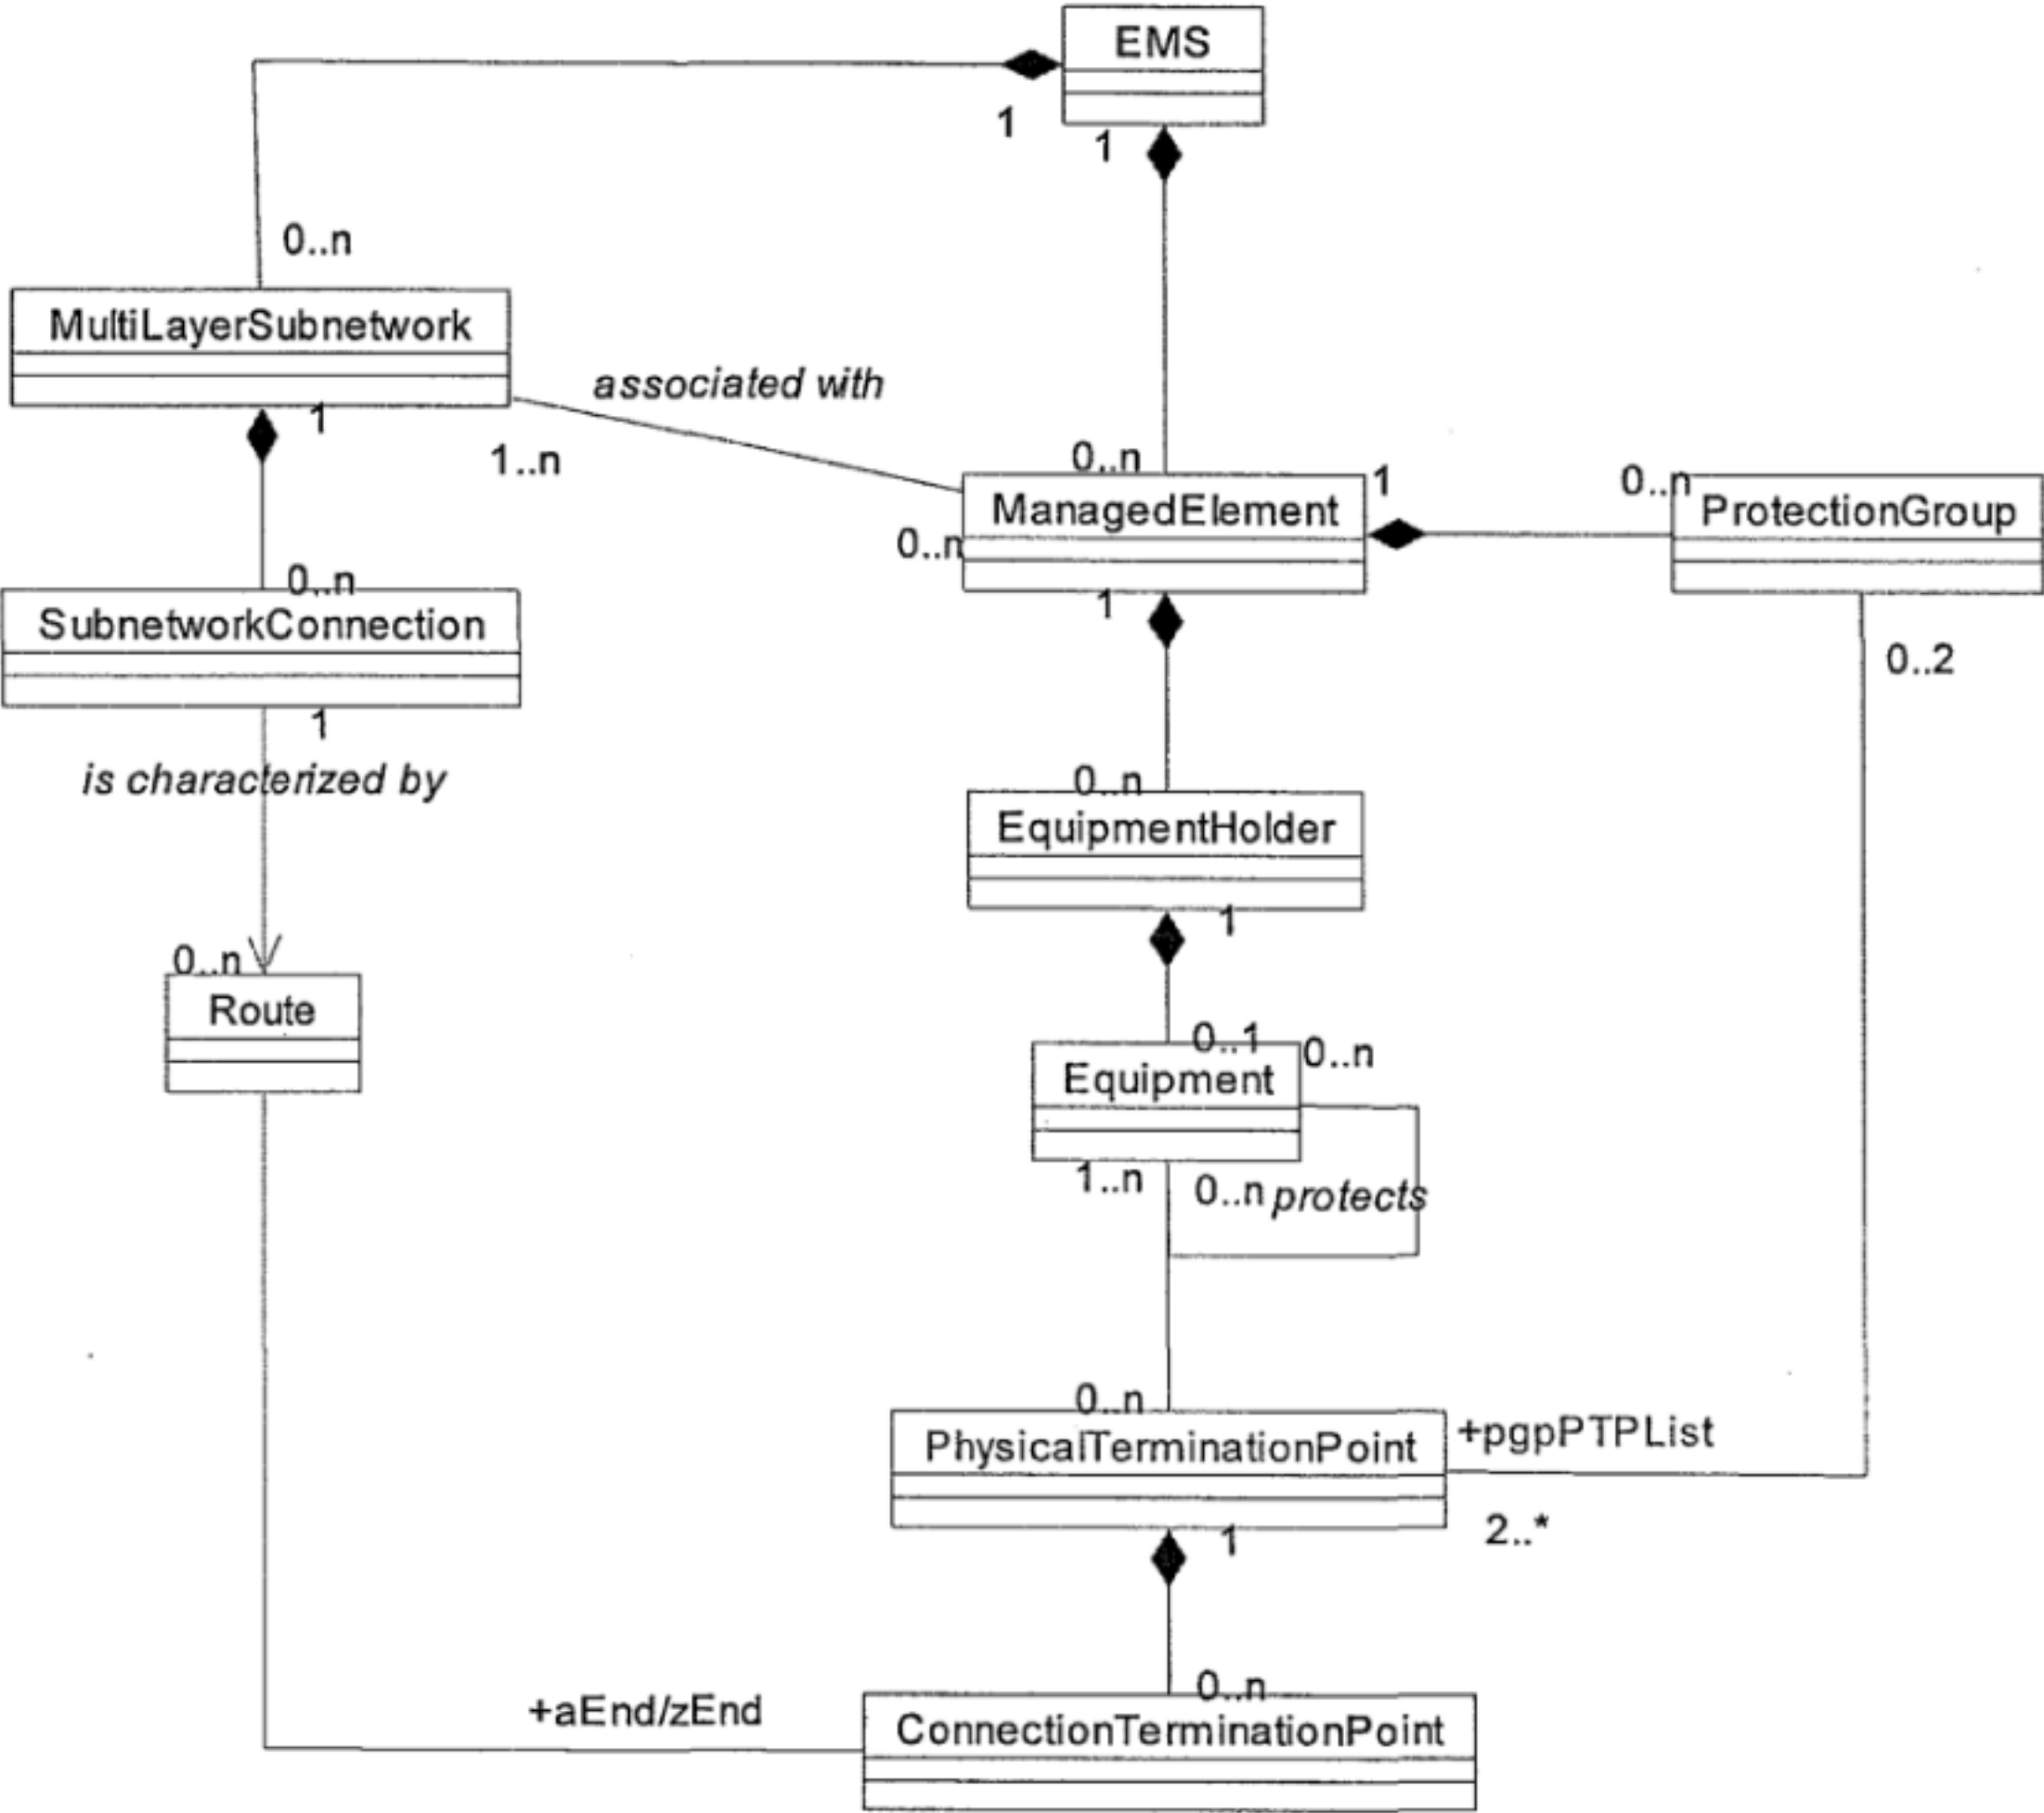 EMS
1
1
0..n
MultiLayerSubnetwork
associated with
1
1..n
0..n
1
0..n
ManagedElement
ProtectionGroup
0..n
0..n
1
SubnetworkConnection
0..2
1
is characterized by
0..n
EquipmentHolder
1
0..n
Route
0..1
0..n
Equipment
1..n
0..n
protects
0..n
+pgpPTPList
PhysicalTerminationPoint
1
2..*
0..n
+aEnd/zEnd
ConnectionTerminationPoint